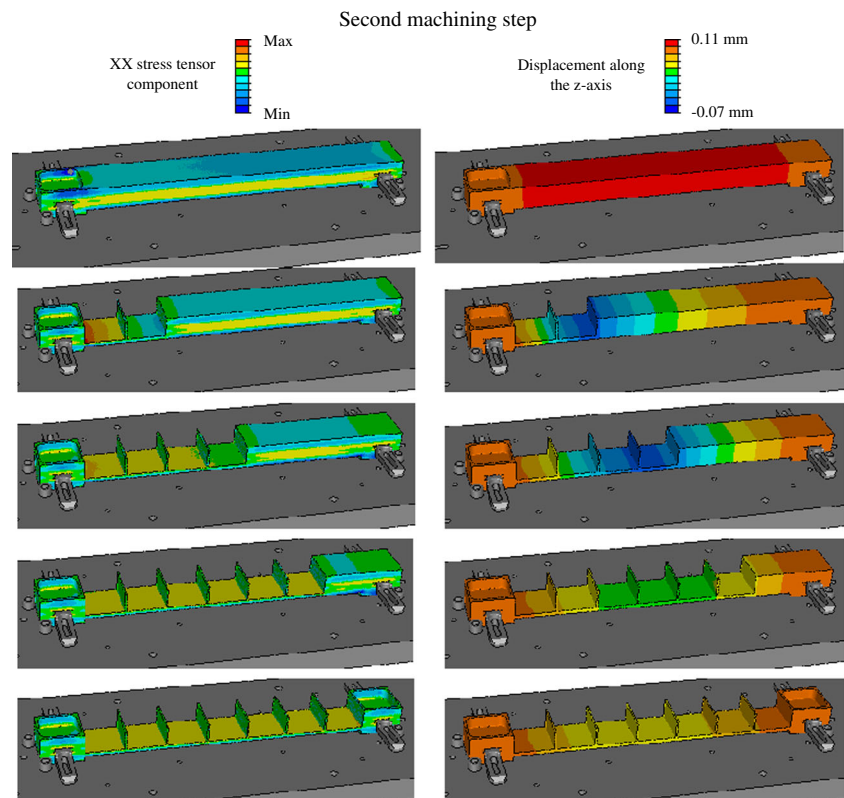 Second machining step
XX stress tensor
component
Max
Min
Displacement along
the z-axis
0.11 mm
-0.07 mm